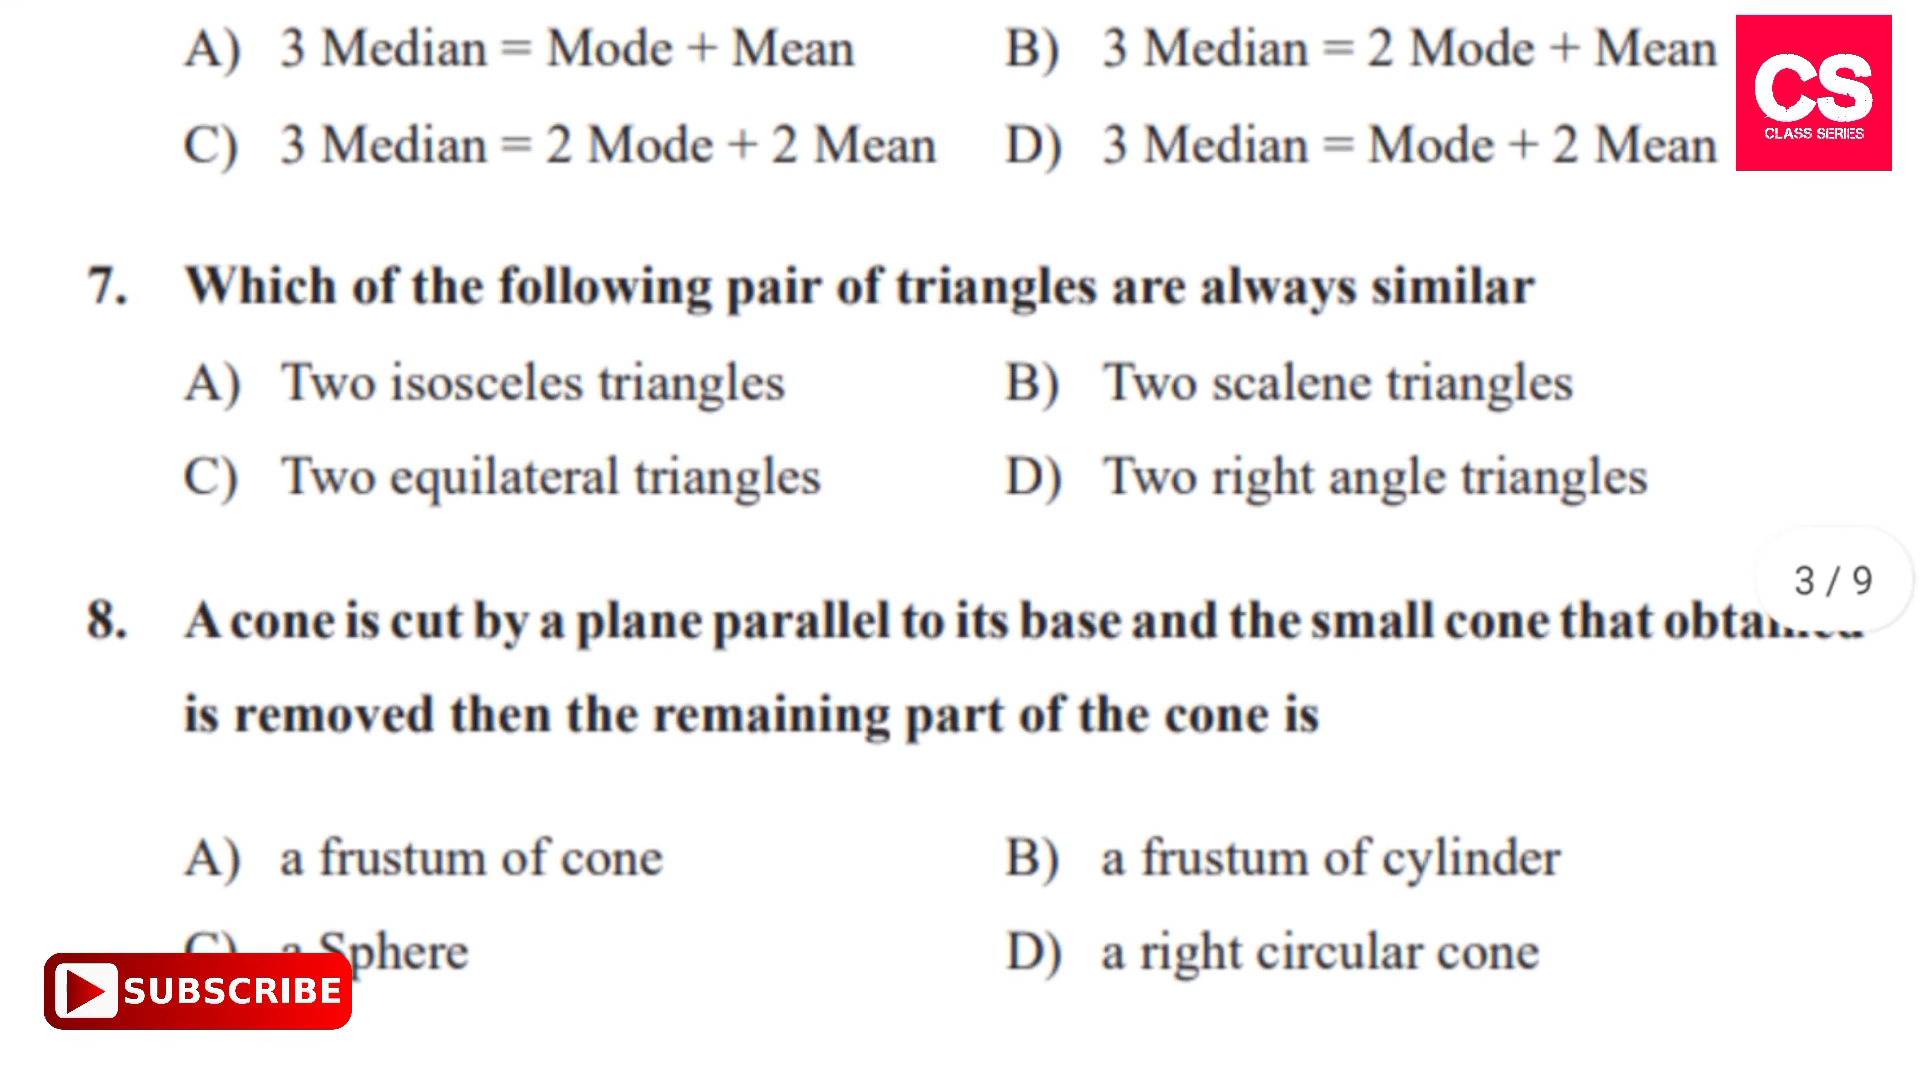 A) 3 Median = Mode + Mean B) 3 Median = 2 Mode + Mean
CS
CLASS SERIES
C) 3 Median = 2 Mode + 2 Mean D) 3 Median = Mode + 2 Mean
7. Which of the following pair of triangles are always similar
A) Two isosceles triangles B) Two scalene triangles
C) Two equilateral triangles D) Two right angle triangles
3 / 9
8. A cone is cut by a plane parallel to its base and the small cone that obtained
is removed then the remaining part of the cone is
A) a frustum of cone B) a frustum of cylinder
C) a Sphere D) a right circular cone
SUBSCRIBE